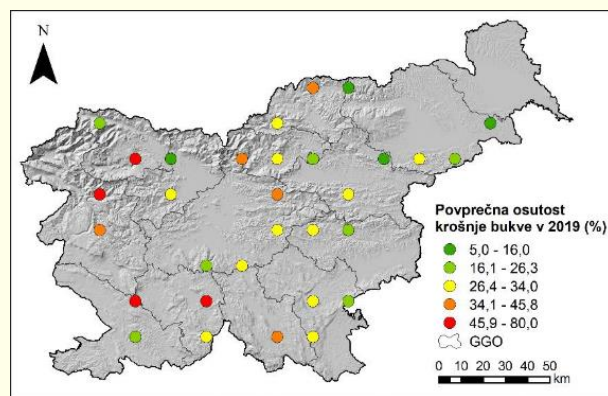 N
Povprečna osutost
krošnje bukve v 2019 (%)
5,0 - 16,0
16,1 - 26,3
26,4 - 34,0
34,1 - 45,8
45,9 - 80,0
GGO
0 10 20 30 40 50
km